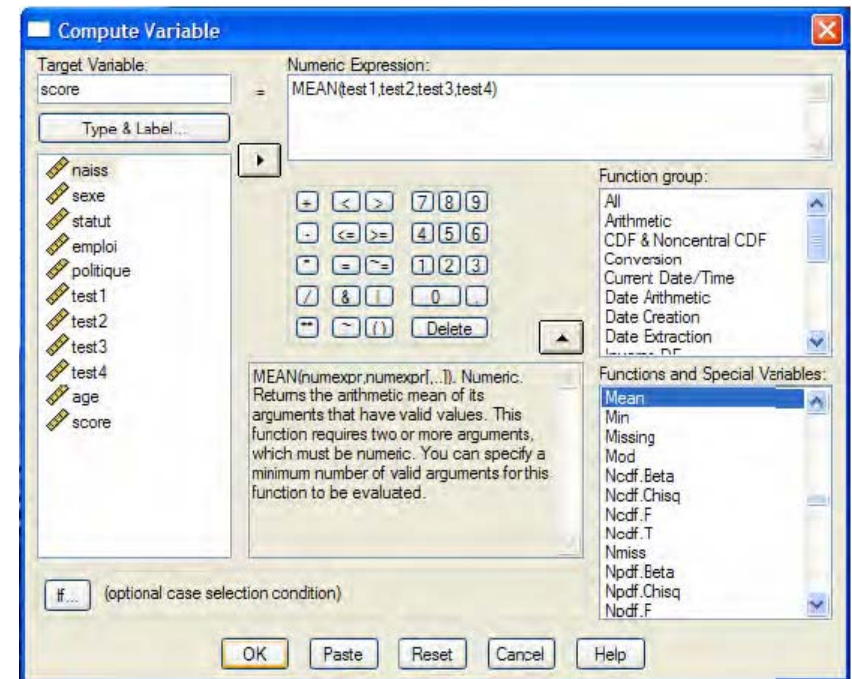 Compute Variable
Target Variable:
score
=
Numeric Expression:
MEAN(test1,test2,test3,test4)
Type & Label...
naiss
sexe
statut
emploi
politique
test1
test2
test3
test4
age
score
+ < > 7 8 9
- <= >= 4 5 6
* = ~= 1 2 3
/ & | 0 .
** ~ () Delete
Function group:
All
Arithmetic
CDF & Noncentral CDF
Conversion
Current Date/Time
Date Arithmetic
Date Creation
Date Extraction
Inverse DF
MEAN(numexpr,numexpr[,..]). Numeric.
Returns the arithmetic mean of its
arguments that have valid values. This
function requires two or more arguments,
which must be numeric. You can specify a
minimum number of valid arguments for this
function to be evaluated.
Functions and Special Variables:
Mean
Min
Missing
Mod
Ncdf.Beta
Ncdf.Chisq
Ncdf.F
Ncdf.T
Nmiss
Npdf.Beta
Npdf.Chisq
Npdf.F
If... (optional case selection condition)
OK Paste Reset Cancel Help